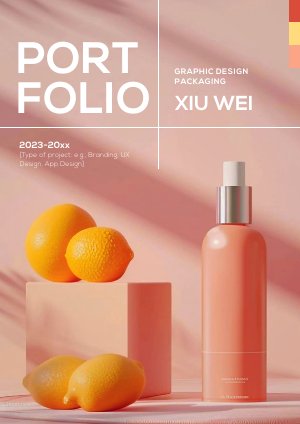 PORT
FOLIO
GRAPHIC DESIGN
PACKAGING
XIU WEI
2023-20xx
[Type of project: e.g., Branding, UX
Design, App Design]